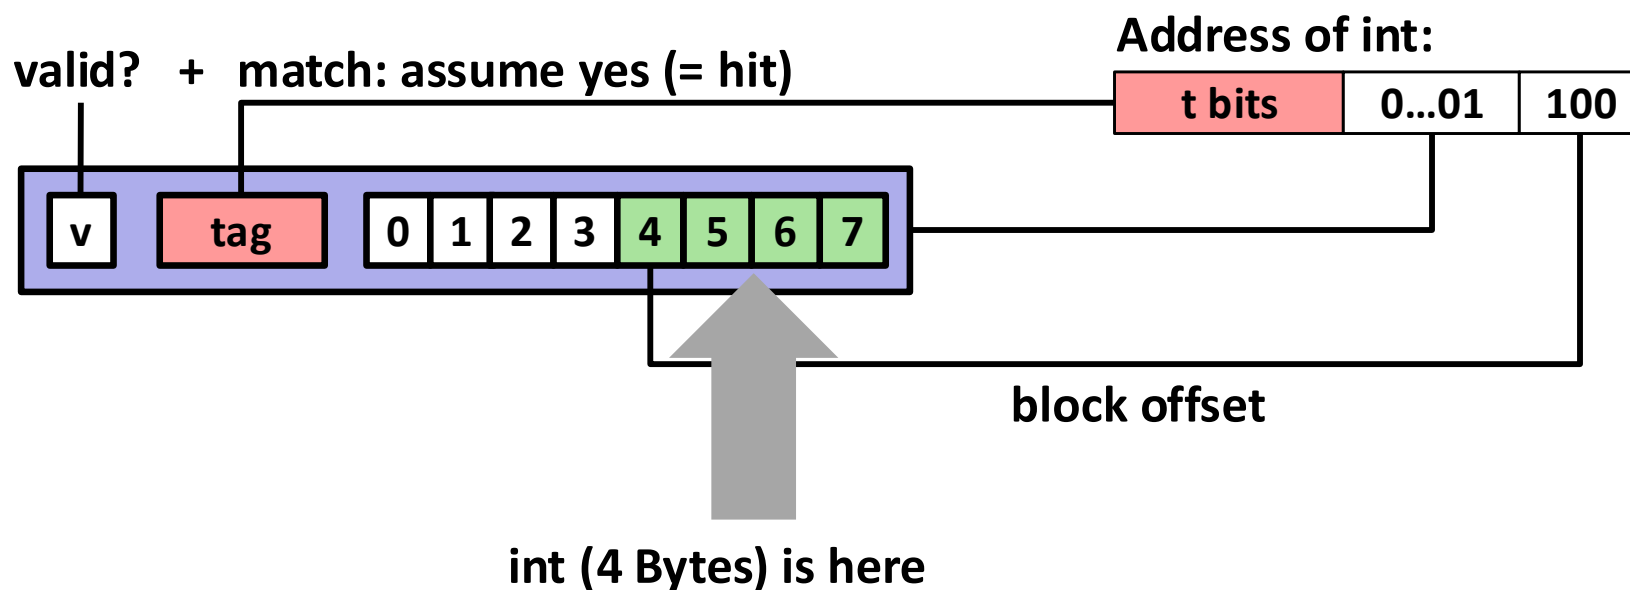 Address of int:
valid? + match: assume yes (= hit)
t bits 0...01 100
v tag 0 1 2 3 4 5 6 7
block offset
int (4 Bytes) is here